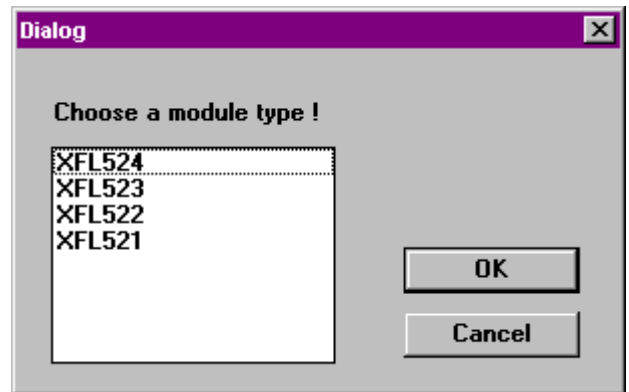 Dialog
Choose a module type !
XFL524
XFL523
XFL522
XFL521
OK
Cancel